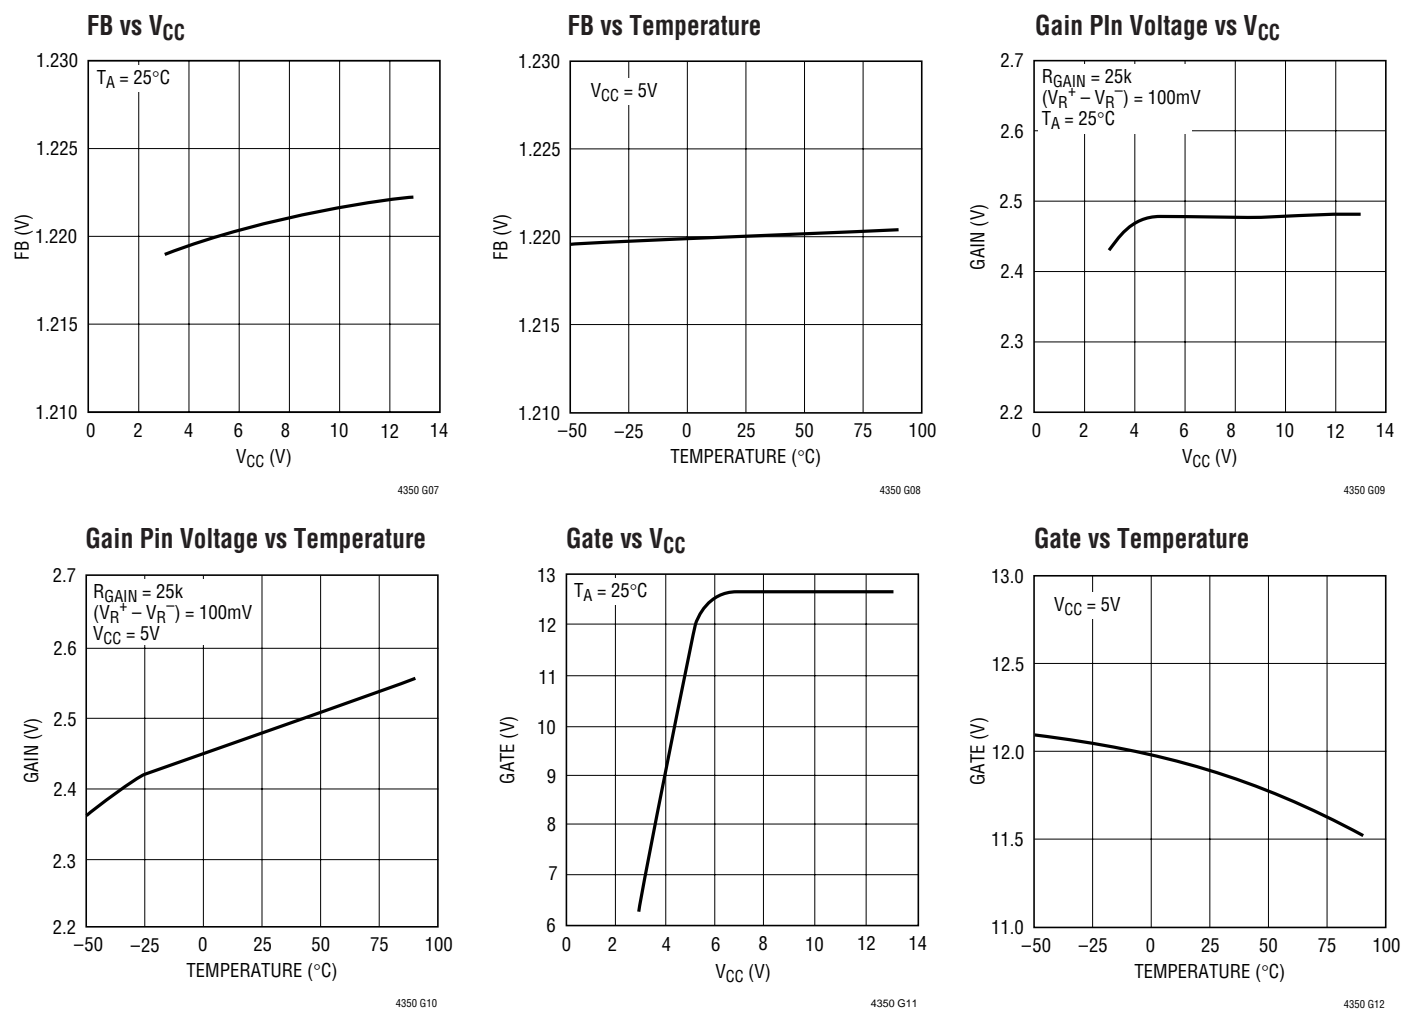 FB vs VCC
1.230
1.225
1.220
1.215
1.210
FB (V)
TA = 25°C
0 2 4 6 8 10 12 14
VCC (V)
4350 G07
FB vs Temperature
1.230
1.225
1.220
1.215
1.210
FB (V)
VCC = 5V
–50 –25 0 25 50 75 100
TEMPERATURE (°C)
4350 G08
Gain PIn Voltage vs VCC
2.7
2.6
2.5
2.4
2.3
2.2
GAIN (V)
RGAIN = 25k
(VR+ – VR–) = 100mV
TA = 25°C
0 2 4 6 8 10 12 14
VCC (V)
4350 G09
Gain Pin Voltage vs Temperature
2.7
2.6
2.5
2.4
2.3
2.2
GAIN (V)
RGAIN = 25k
(VR+ – VR–) = 100mV
VCC = 5V
–50 –25 0 25 50 75 100
TEMPERATURE (°C)
4350 G10
Gate vs VCC
13
12
11
10
9
8
7
6
GATE (V)
TA = 25°C
0 2 4 6 8 10 12 14
VCC (V)
4350 G11
Gate vs Temperature
13.0
12.5
12.0
11.5
11.0
GATE (V)
VCC = 5V
–50 –25 0 25 50 75 100
TEMPERATURE (°C)
4350 G12